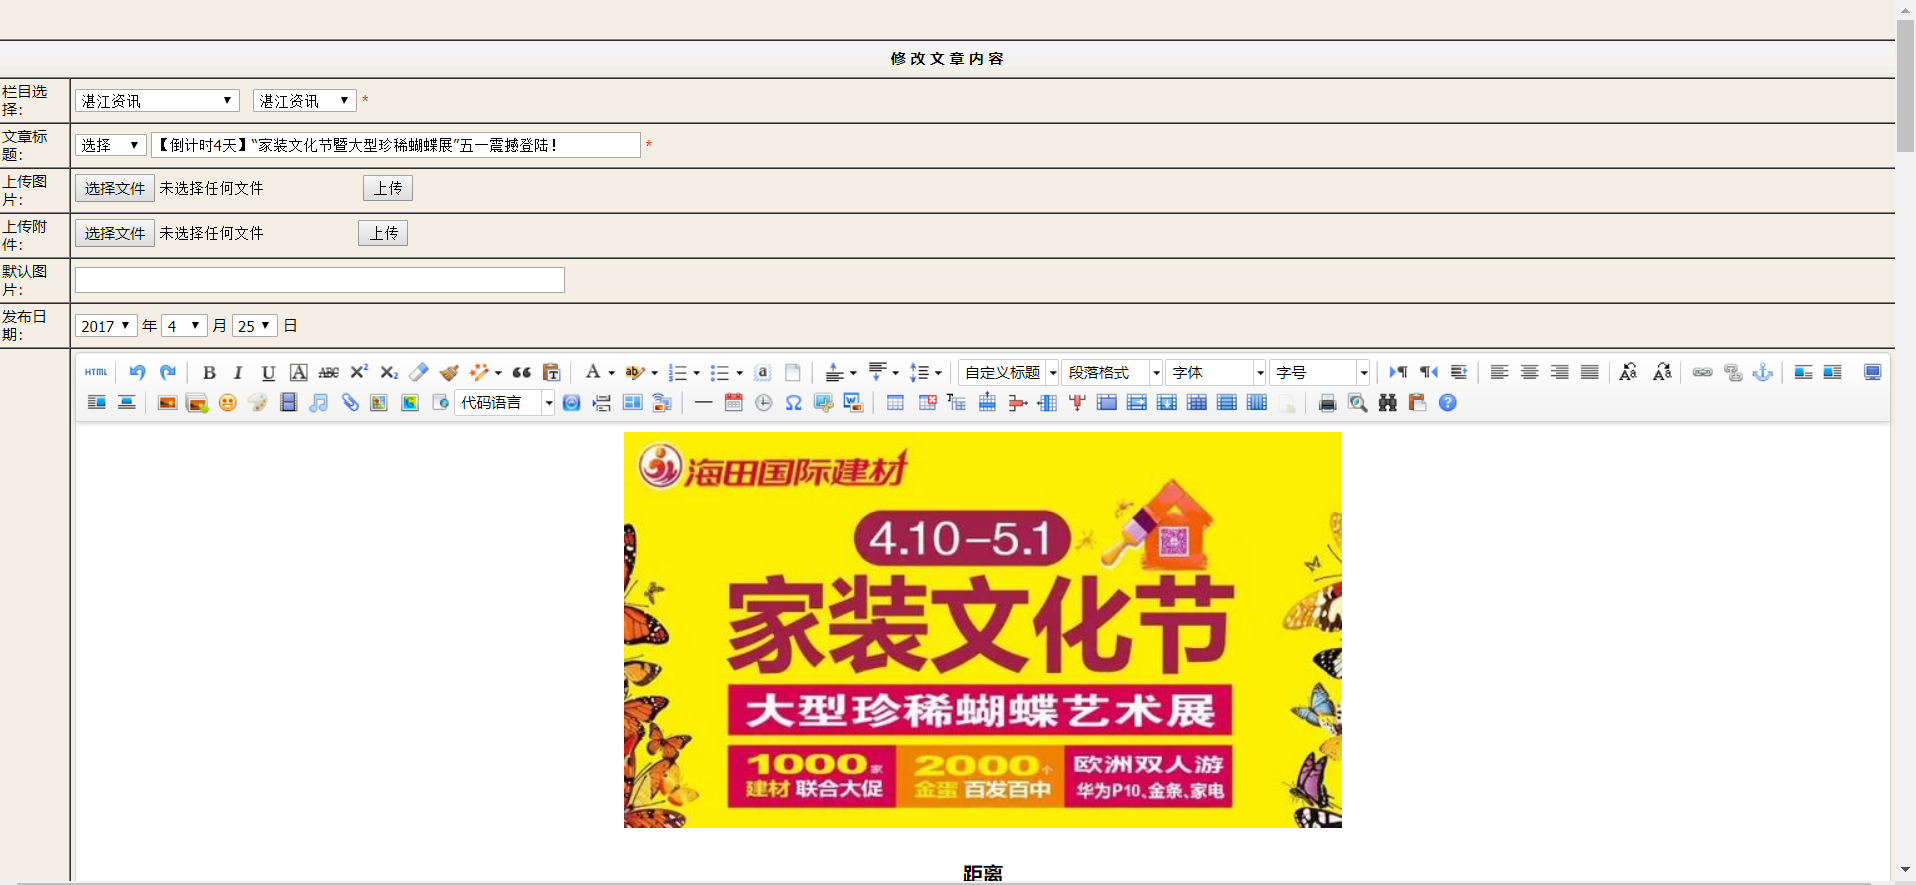 修 改 文 章 内 容
栏目选择：
湛江资讯 湛江资讯 *
文章标题：
选择 【倒计时4天】“家装文化节暨大型珍稀蝴蝶展”五一震撼登陆！ *
上传图片：
选择文件 未选择任何文件 上传
上传附件：
选择文件 未选择任何文件 上传
默认图片：
发布日期：
2017 年 4 月 25 日
HTML B I U A ABC X² X₂ A ab a 自定义标题 段落格式 字体 字号 Aa Aa
代码语言 Ω W ?
海田国际建材
4.10-5.1
家装文化节
大型珍稀蝴蝶艺术展
1000家 2000个 欧洲双人游
建材 联合大促 金蛋 百发百中 华为P10、金条、家电
距离